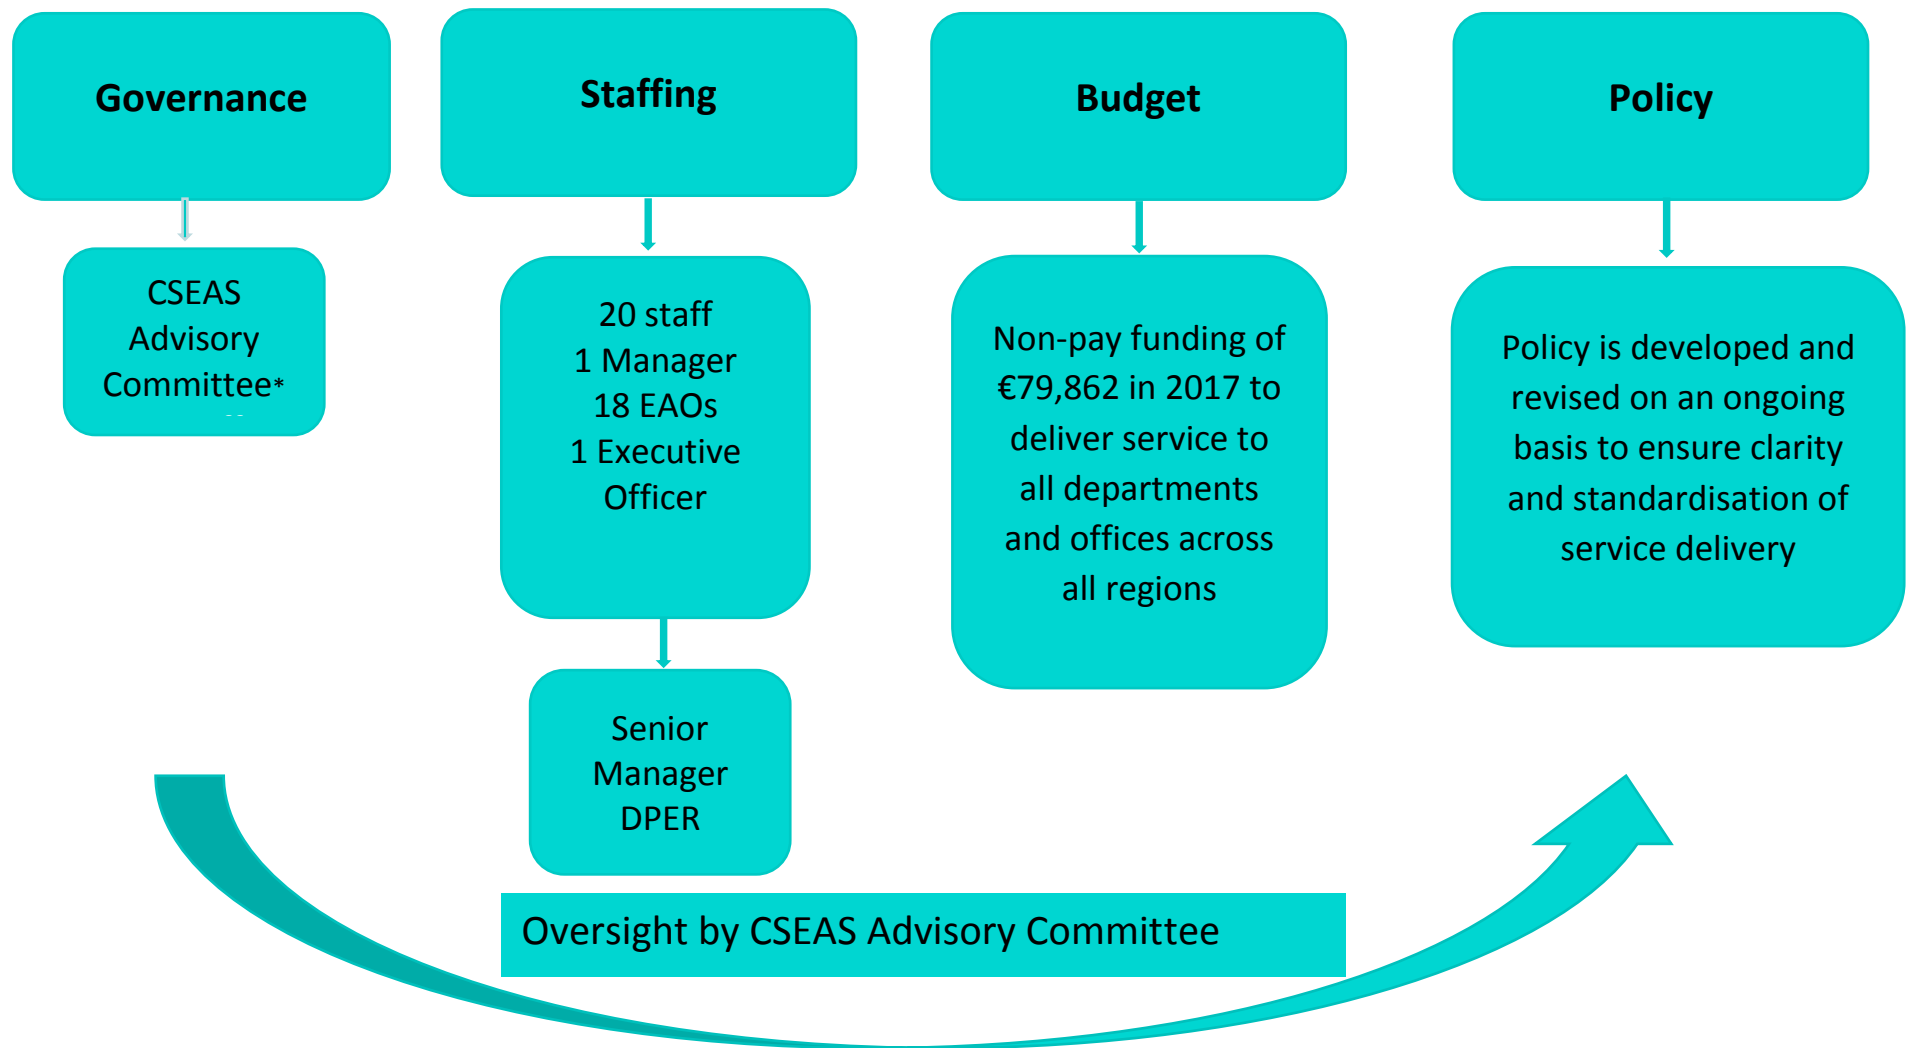 Governance
CSEAS
Advisory
Committee*
Staffing
20 staff
1 Manager
18 EAOs
1 Executive
Officer
Senior
Manager
DPER
Budget
Non-pay funding of
€79,862 in 2017 to
deliver service to
all departments
and offices across
all regions
Policy
Policy is developed and
revised on an ongoing
basis to ensure clarity
and standardisation of
service delivery
Oversight by CSEAS Advisory Committee